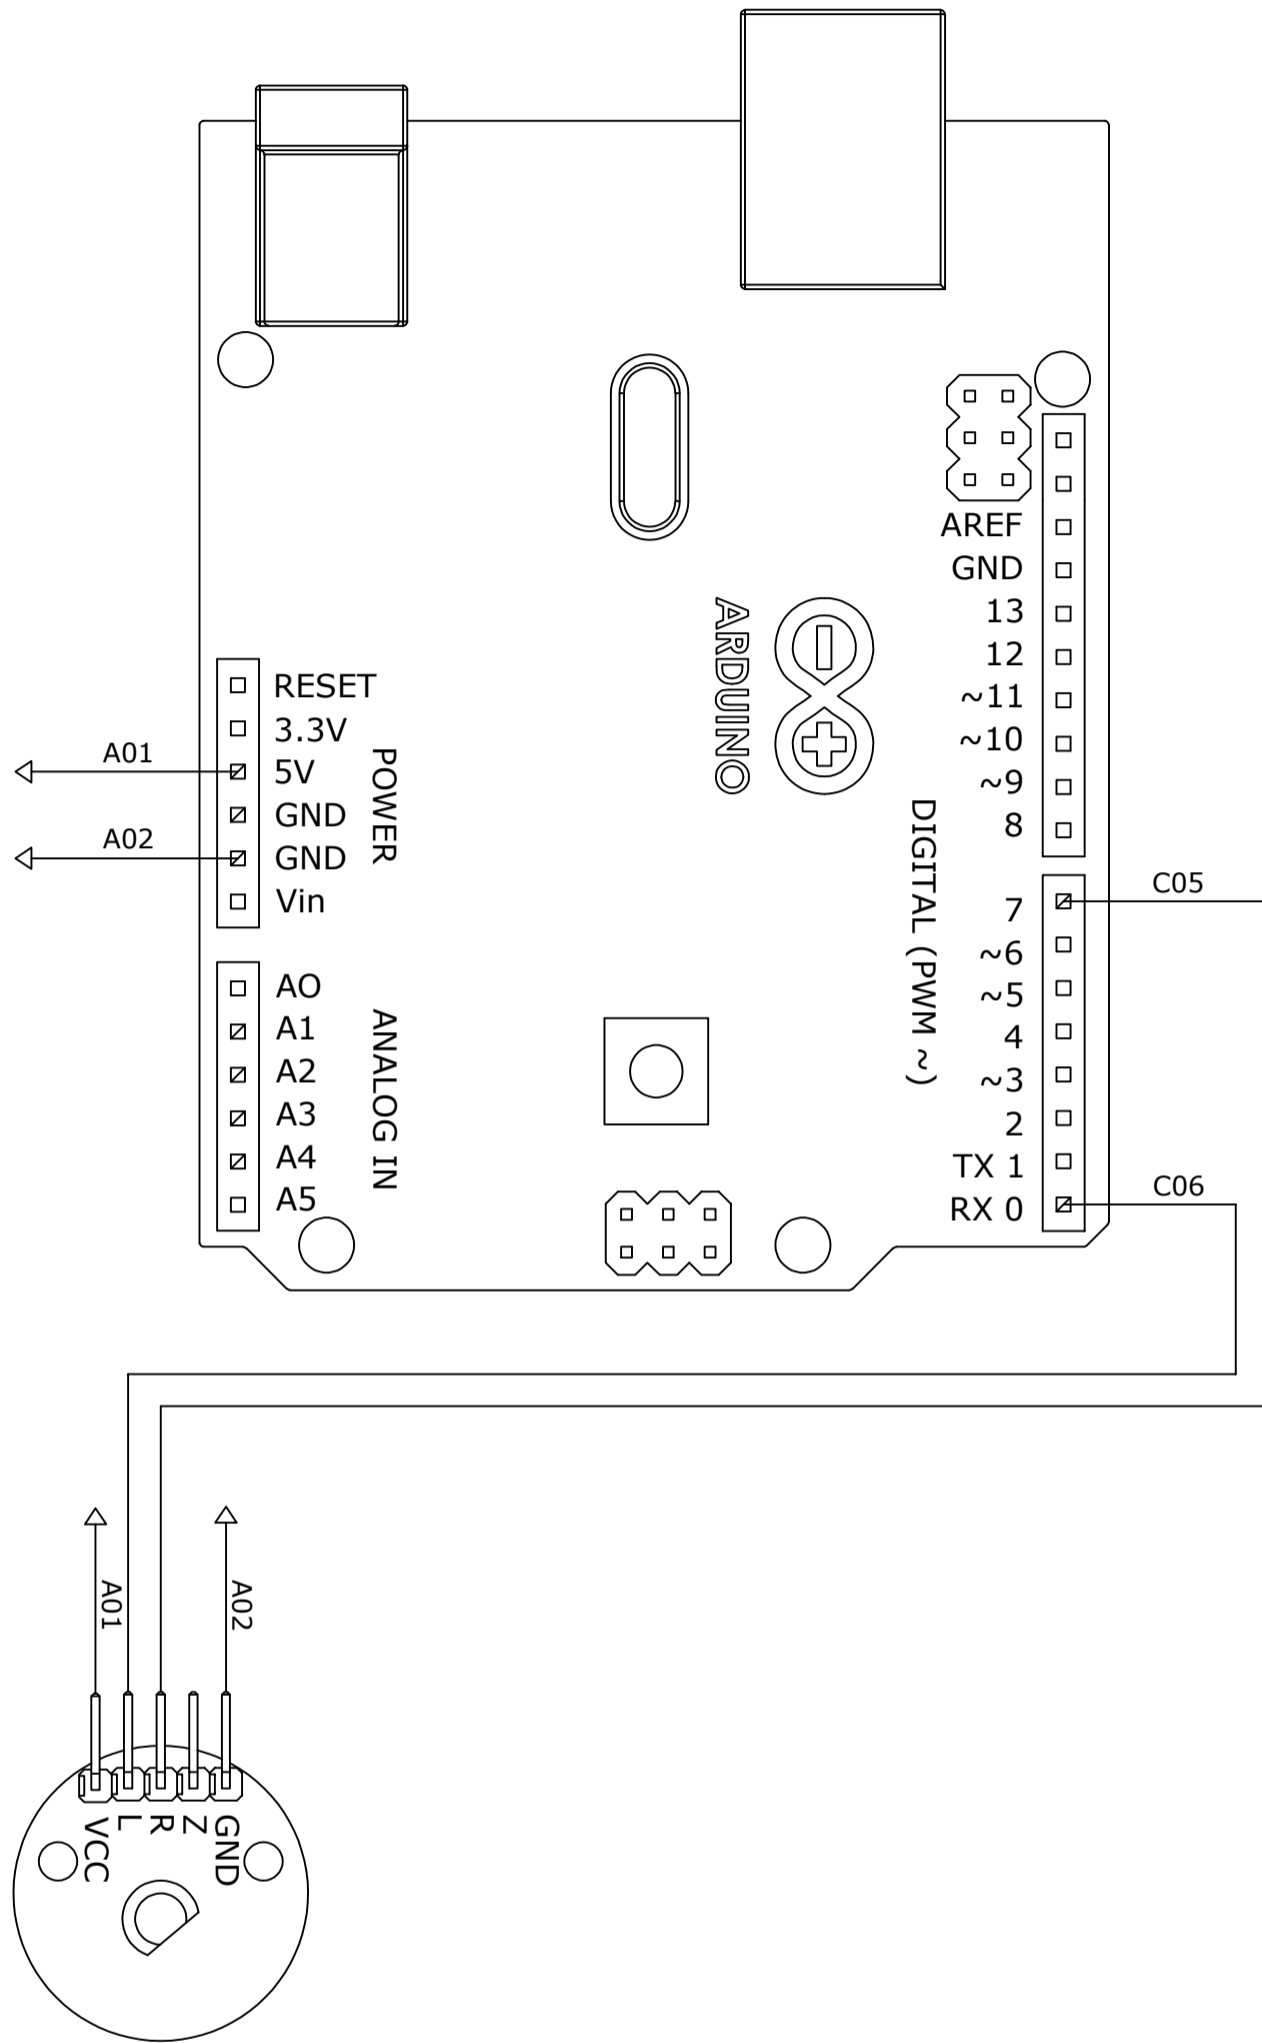 AREF
GND
13
12
~11
~10
~9
8
ARDUINO
RESET
3.3V
5V
GND
GND
Vin
POWER
A01
A02
DIGITAL (PWM ~)
7
~6
~5
4
~3
2
TX 1
RX 0
C05
C06
AO
A1
A2
A3
A4
A5
ANALOG IN
A01
A02
VCC
L
R
Z
GND